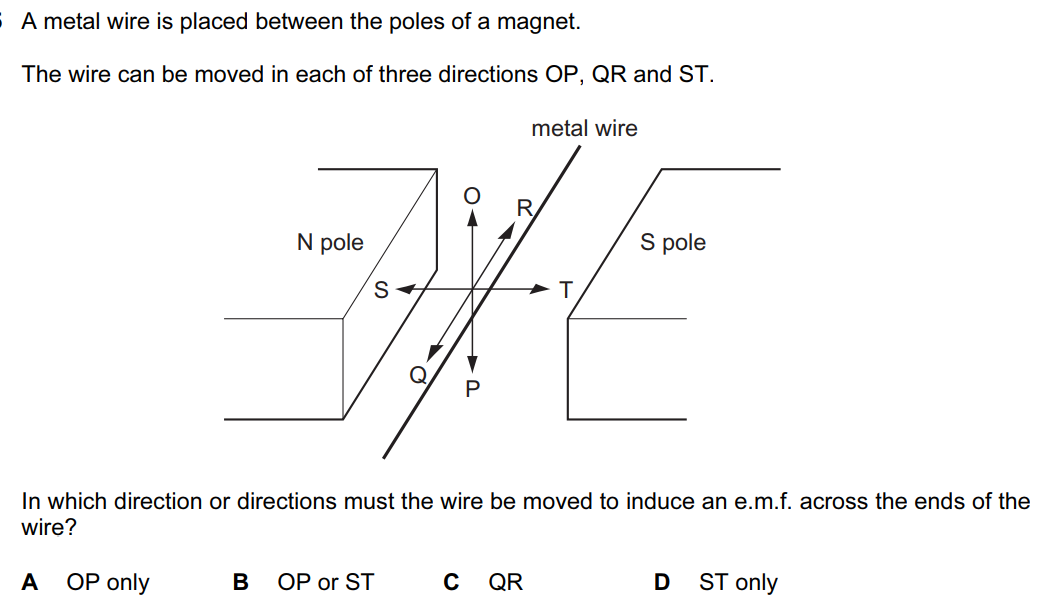 A metal wire is placed between the poles of a magnet.
The wire can be moved in each of three directions OP, QR and ST.
metal wire
O
R
N pole
S pole
S
T
Q
P
In which direction or directions must the wire be moved to induce an e.m.f. across the ends of the
wire?
A OP only B OP or ST C QR D ST only